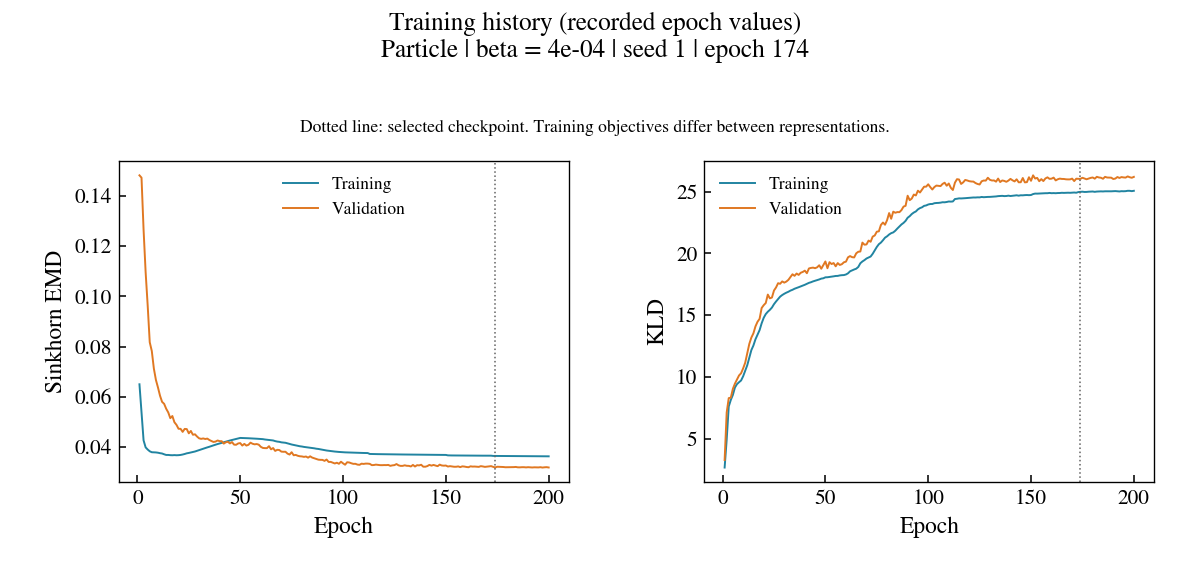 Training history (recorded epoch values)
Particle | beta = 4e-04 | seed 1 | epoch 174
Dotted line: selected checkpoint. Training objectives differ between representations.
Sinkhorn EMD
0.14
0.12
0.10
0.08
0.06
0.04
Training
Validation
0
50
100
150
200
Epoch
KLD
25
20
15
10
5
Training
Validation
0
50
100
150
200
Epoch